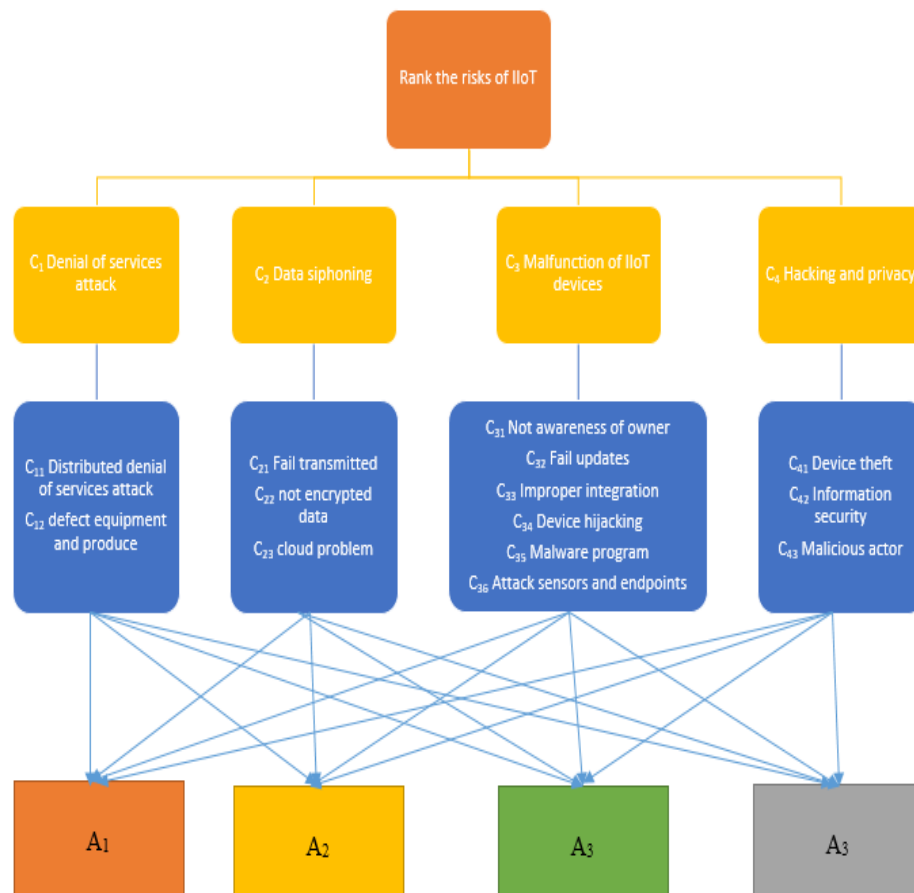 Rank the risks of IIoT
C₁ Denial of services
attack
C₂ Data siphoning
C₃ Malfunction of IIoT
devices
C₄ Hacking and privacy
C₁₁ Distributed denial
of services attack
C₁₂ defect equipment
and produce
C₂₁ Fail transmitted
C₂₂ not encrypted
data
C₂₃ cloud problem
C₃₁ Not awareness of owner
C₃₂ Fail updates
C₃₃ Improper integration
C₃₄ Device hijacking
C₃₅ Malware program
C₃₆ Attack sensors and endpoints
C₄₁ Device theft
C₄₂ Information
security
C₄₃ Malicious actor
A₁
A₂
A₃
A₃